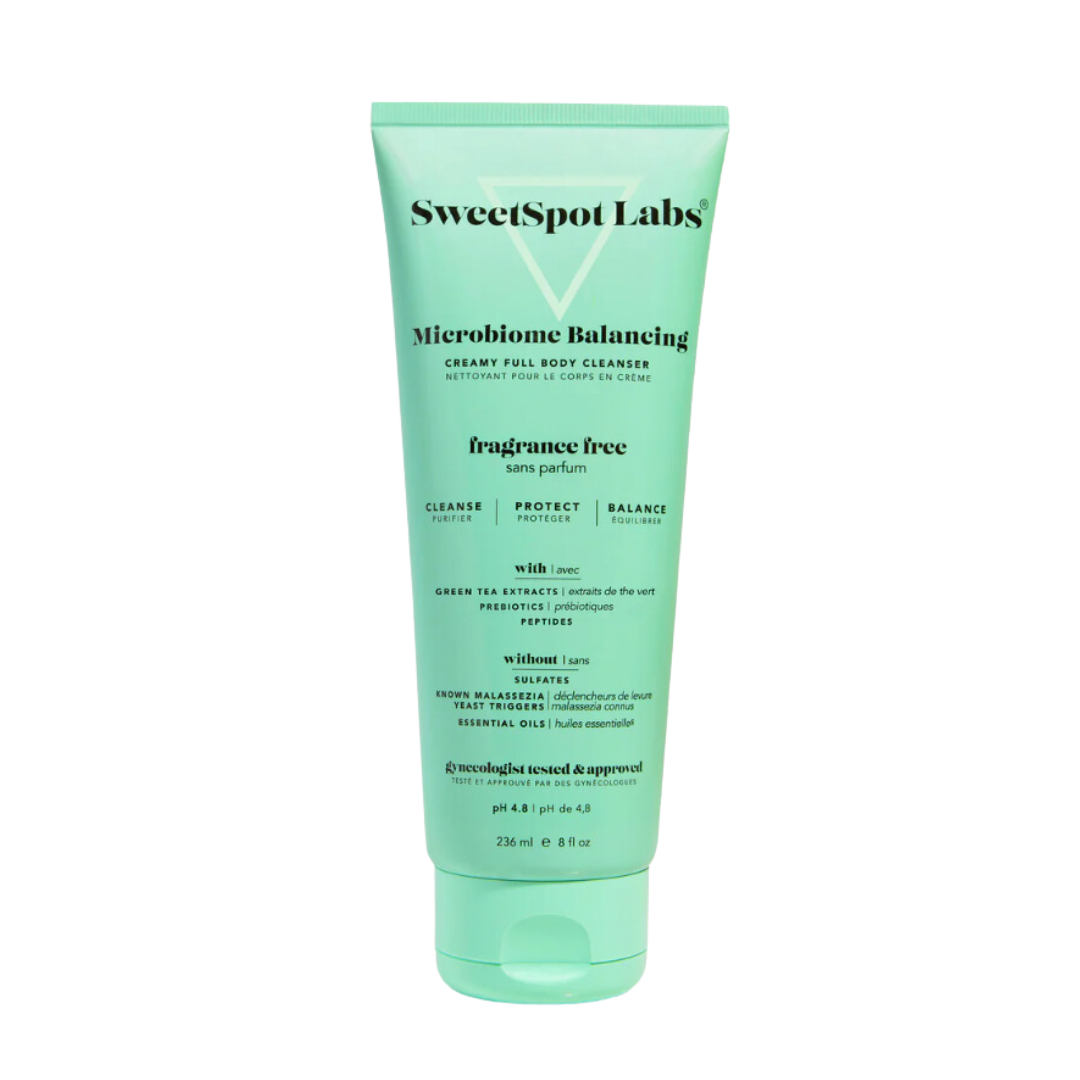 SweetSpot Labs®
Microbiome Balancing
CREAMY FULL BODY CLEANSER
NETTOYANT POUR LE CORPS EN CRÈME
fragrance free
sans parfum
CLEANSE | PROTECT | BALANCE
PURIFIER | PROTÉGER | ÉQUILIBRER
with | avec
GREEN TEA EXTRACTS | extraits de the vert
PREBIOTICS | prébiotiques
PEPTIDES
without | sans
SULFATES
KNOWN MALASSEZIA | déclencheurs de levure
YEAST TRIGGERS | malassezia connus
ESSENTIAL OILS | huiles essentielles
gynecologist tested & approved
TESTÉ ET APPROUVÉ PAR DES GYNÉCOLOGUES
pH 4.8 | pH de 4,8
236 ml e 8 fl oz